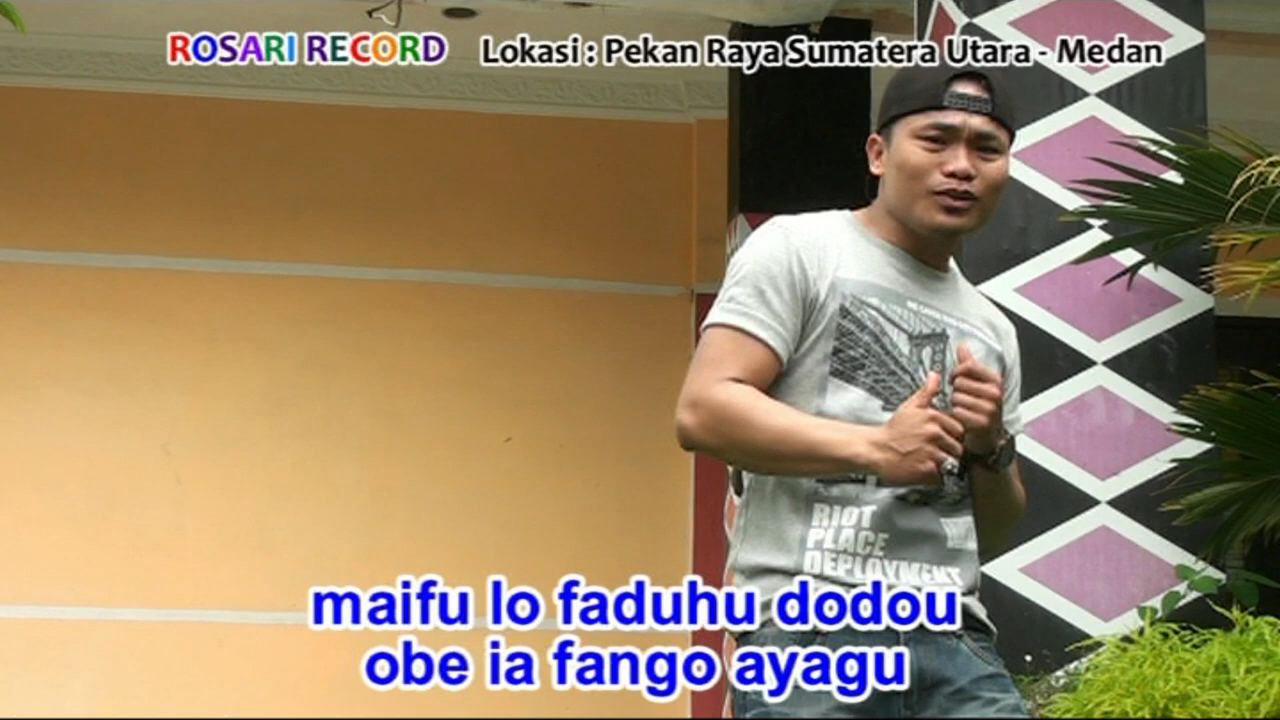 ROSARI RECORD Lokasi : Pekan Raya Sumatera Utara - Medan
RIOT
PLACE
DEPLOYMENT
maifu lo faduhu dodou
obe ia fango ayagu